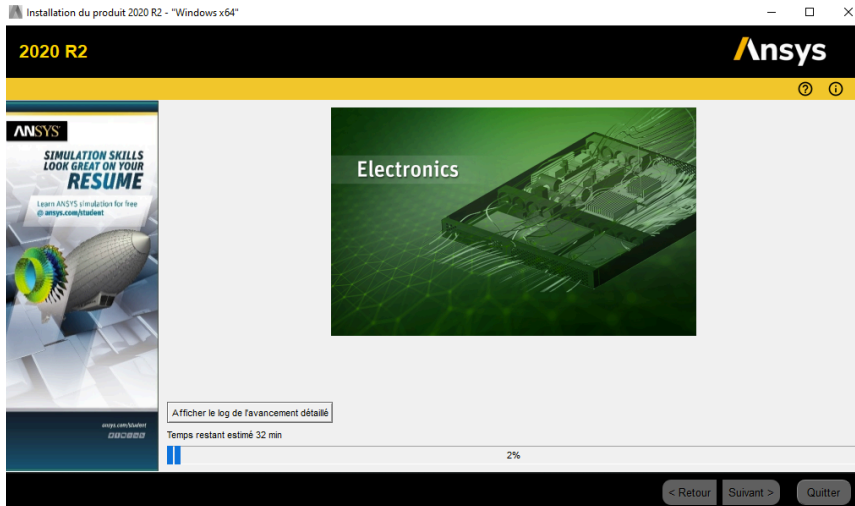 Installation du produit 2020 R2 - "Windows x64"
2020 R2
Ansys
ANSYS
SIMULATION SKILLS
LOOK GREAT ON YOUR
RESUME
Learn ANSYS simulation for free
@ ansys.com/student
Electronics
Afficher le log de l'avancement détaillé
ansys.com/student
Temps restant estimé 32 min
2%
< Retour
Suivant >
Quitter